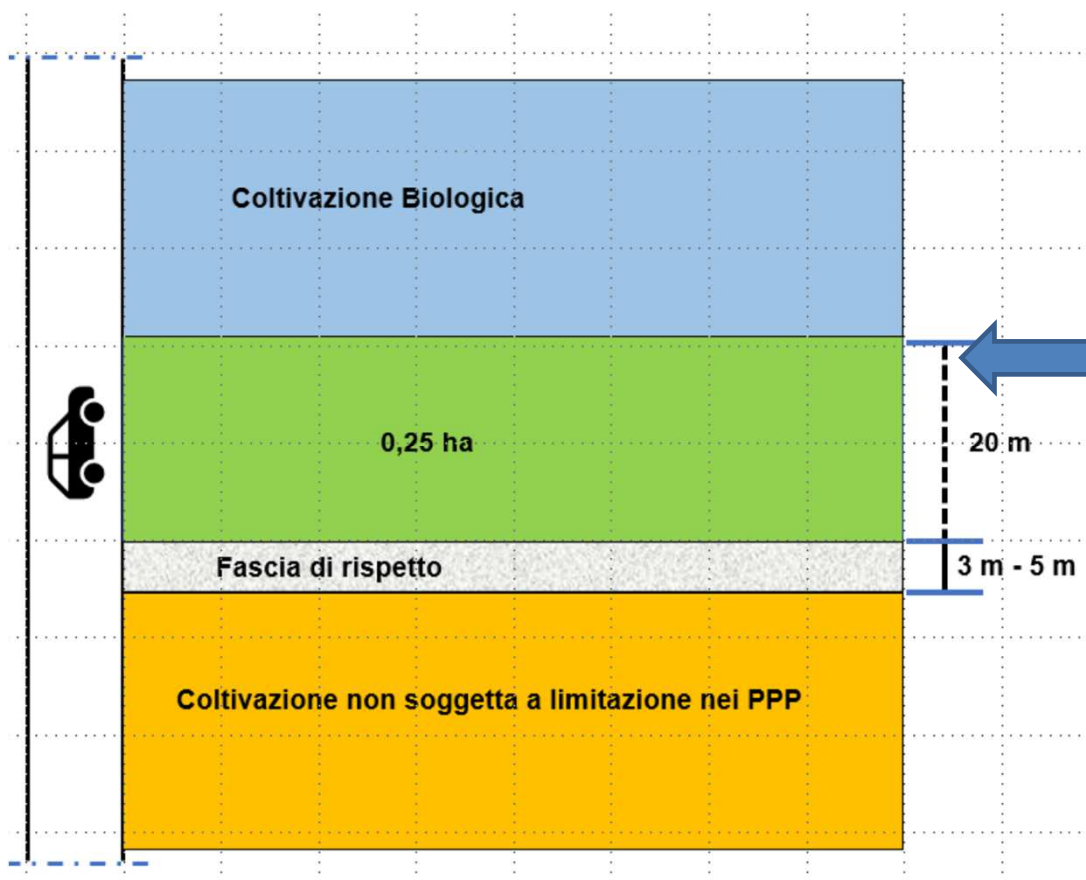 Coltivazione Biologica
0,25 ha
20 m
Fascia di rispetto
3 m - 5 m
Coltivazione non soggetta a limitazione nei PPP